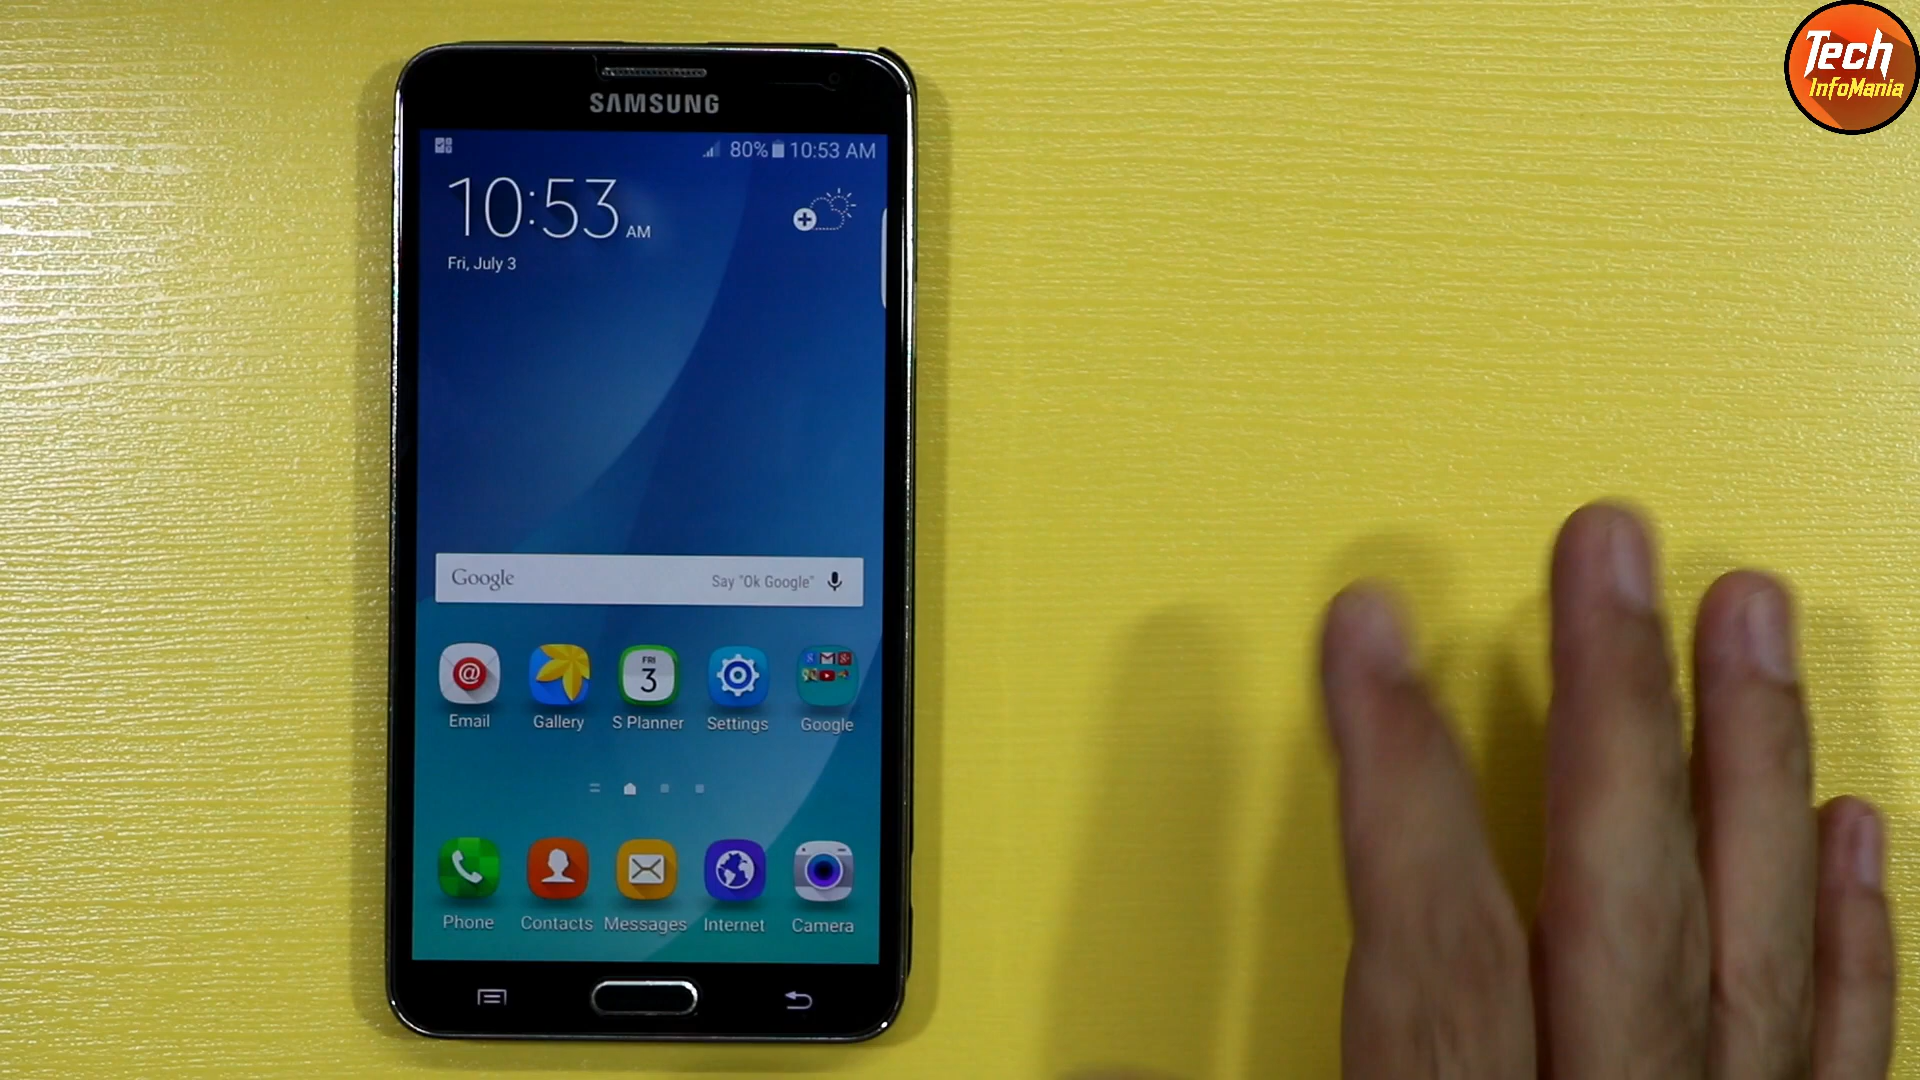 Tech
InfoMania
SAMSUNG
80% 10:53 AM
10:53 AM
Fri, July 3
Google Say "Ok Google"
FRI
3
Email Gallery S Planner Settings Google
Phone Contacts Messages Internet Camera